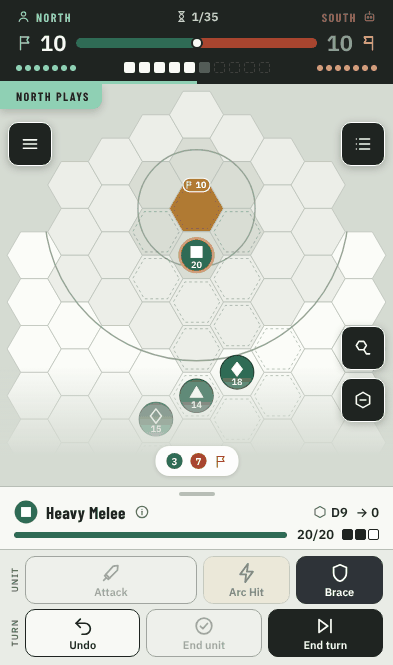 NORTH
1/35
SOUTH
10
10
NORTH PLAYS
10
20
18
14
15
3 7
Heavy Melee
D9 → 0
20/20
UNIT
Attack
Arc Hit
Brace
TURN
Undo
End unit
End turn